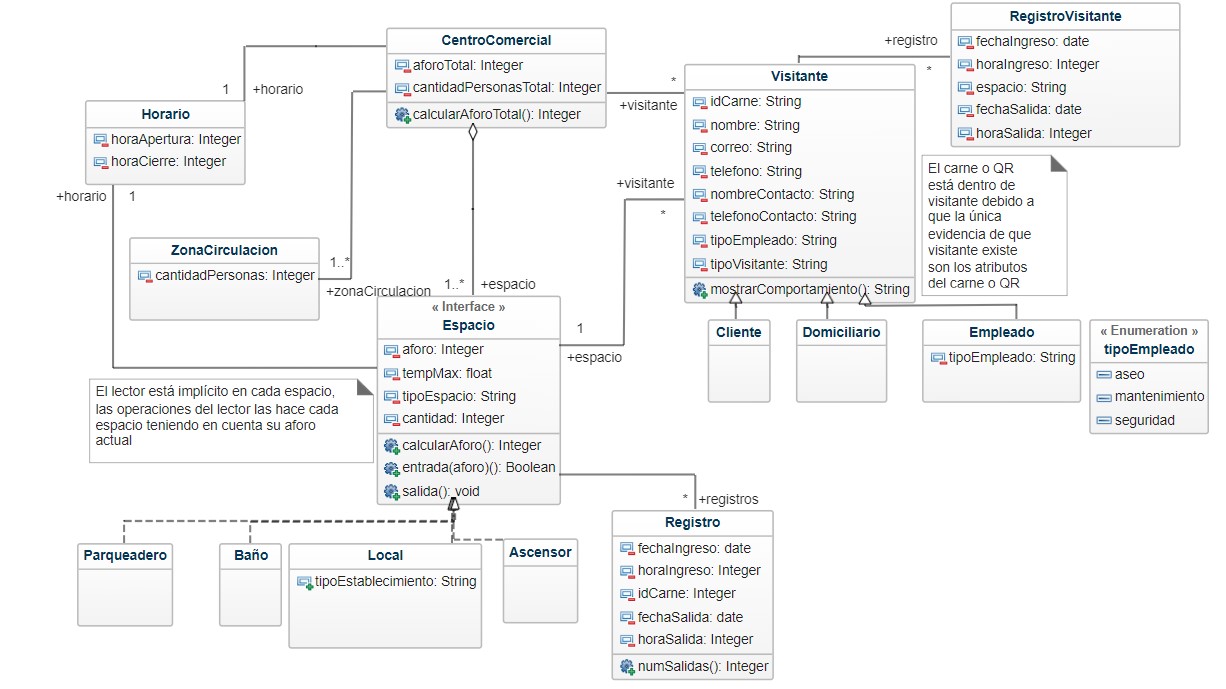 CentroComercial
aforoTotal: Integer
cantidadPersonasTotal: Integer
calcularAforoTotal(): Integer
1
+horario
Horario
horaApertura: Integer
horaCierre: Integer
+horario
1
ZonaCirculacion
cantidadPersonas: Integer
1..*
+zonaCirculacion
1..*
+espacio
*
+visitante
+visitante
*
1
+espacio
Visitante
idCarne: String
nombre: String
correo: String
telefono: String
nombreContacto: String
telefonoContacto: String
tipoEmpleado: String
tipoVisitante: String
mostrarComportamiento(): String
+registro
*
RegistroVisitante
fechaIngreso: date
horaIngreso: Integer
espacio: String
fechaSalida: date
horaSalida: Integer
El carne o QR
está dentro de
visitante debido a
que la única
evidencia de que
visitante existe
son los atributos
del carne o QR
Cliente
Domiciliario
Empleado
tipoEmpleado: String
« Enumeration »
tipoEmpleado
aseo
mantenimiento
seguridad
« Interface »
Espacio
aforo: Integer
tempMax: float
tipoEspacio: String
cantidad: Integer
calcularAforo(): Integer
entrada(aforo)(): Boolean
salida(): void
El lector está implícito en cada espacio,
las operaciones del lector las hace cada
espacio teniendo en cuenta su aforo
actual
*
+registros
Parqueadero
Baño
Local
tipoEstablecimiento: String
Ascensor
Registro
fechaIngreso: date
horaIngreso: Integer
idCarne: Integer
fechaSalida: date
horaSalida: Integer
numSalidas(): Integer